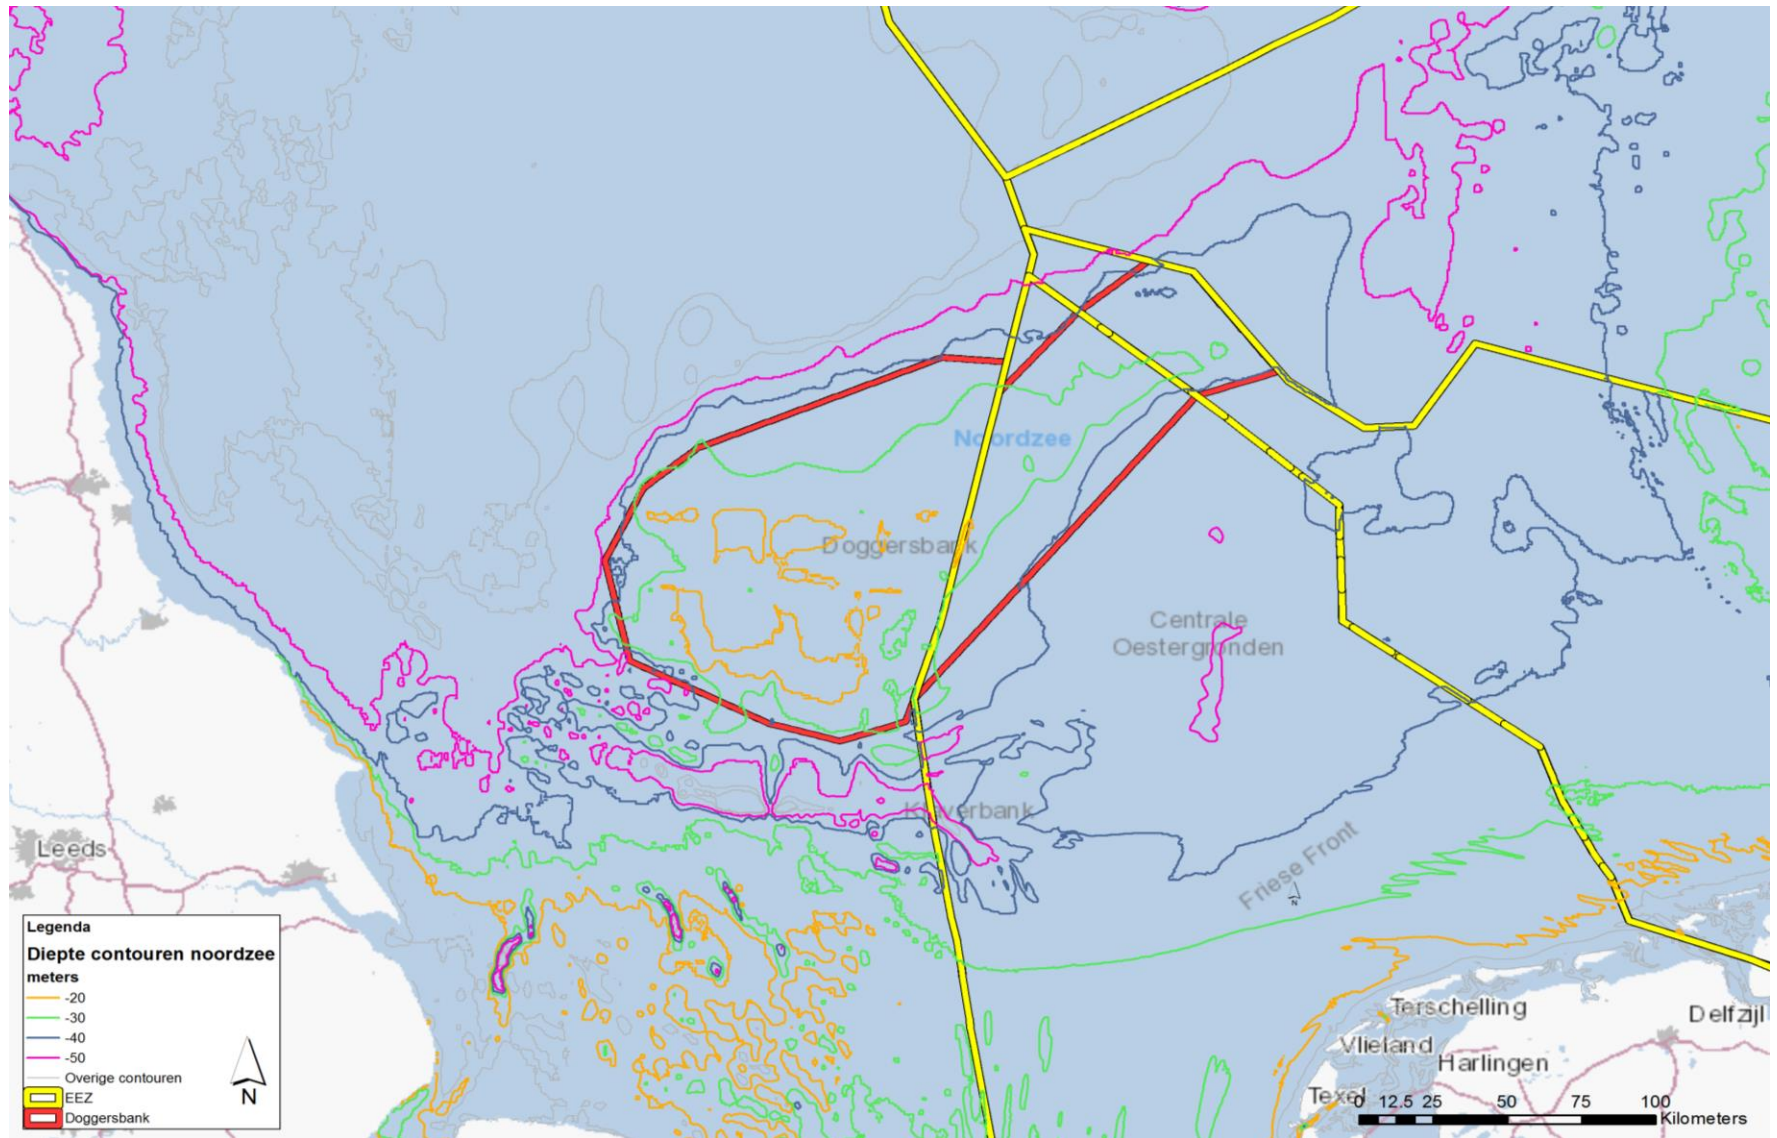 Noordzee
Doggersbank
Centrale
Oestergronden
Klaverbank
Friese Front
N
Leeds
Terschelling
Delfzijl
Vlieland
Harlingen
Texel
0 12.5 25 50 75 100
Kilometers
Legenda
Diepte contouren noordzee
meters
-20
-30
-40
-50
Overige contouren
EEZ
Doggersbank
N